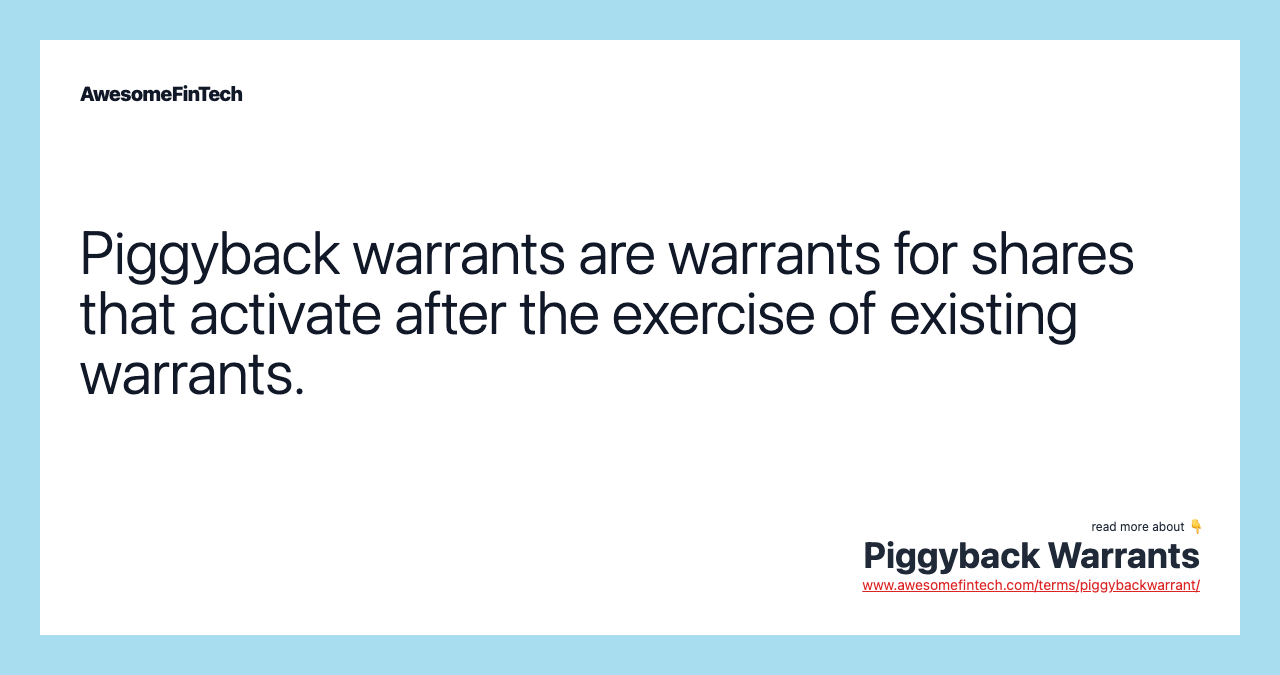 AwesomeFinTech
Piggyback warrants are warrants for shares
that activate after the exercise of existing
warrants.
read more about 👇
Piggyback Warrants
www.awesomefintech.com/terms/piggybackwarrant/